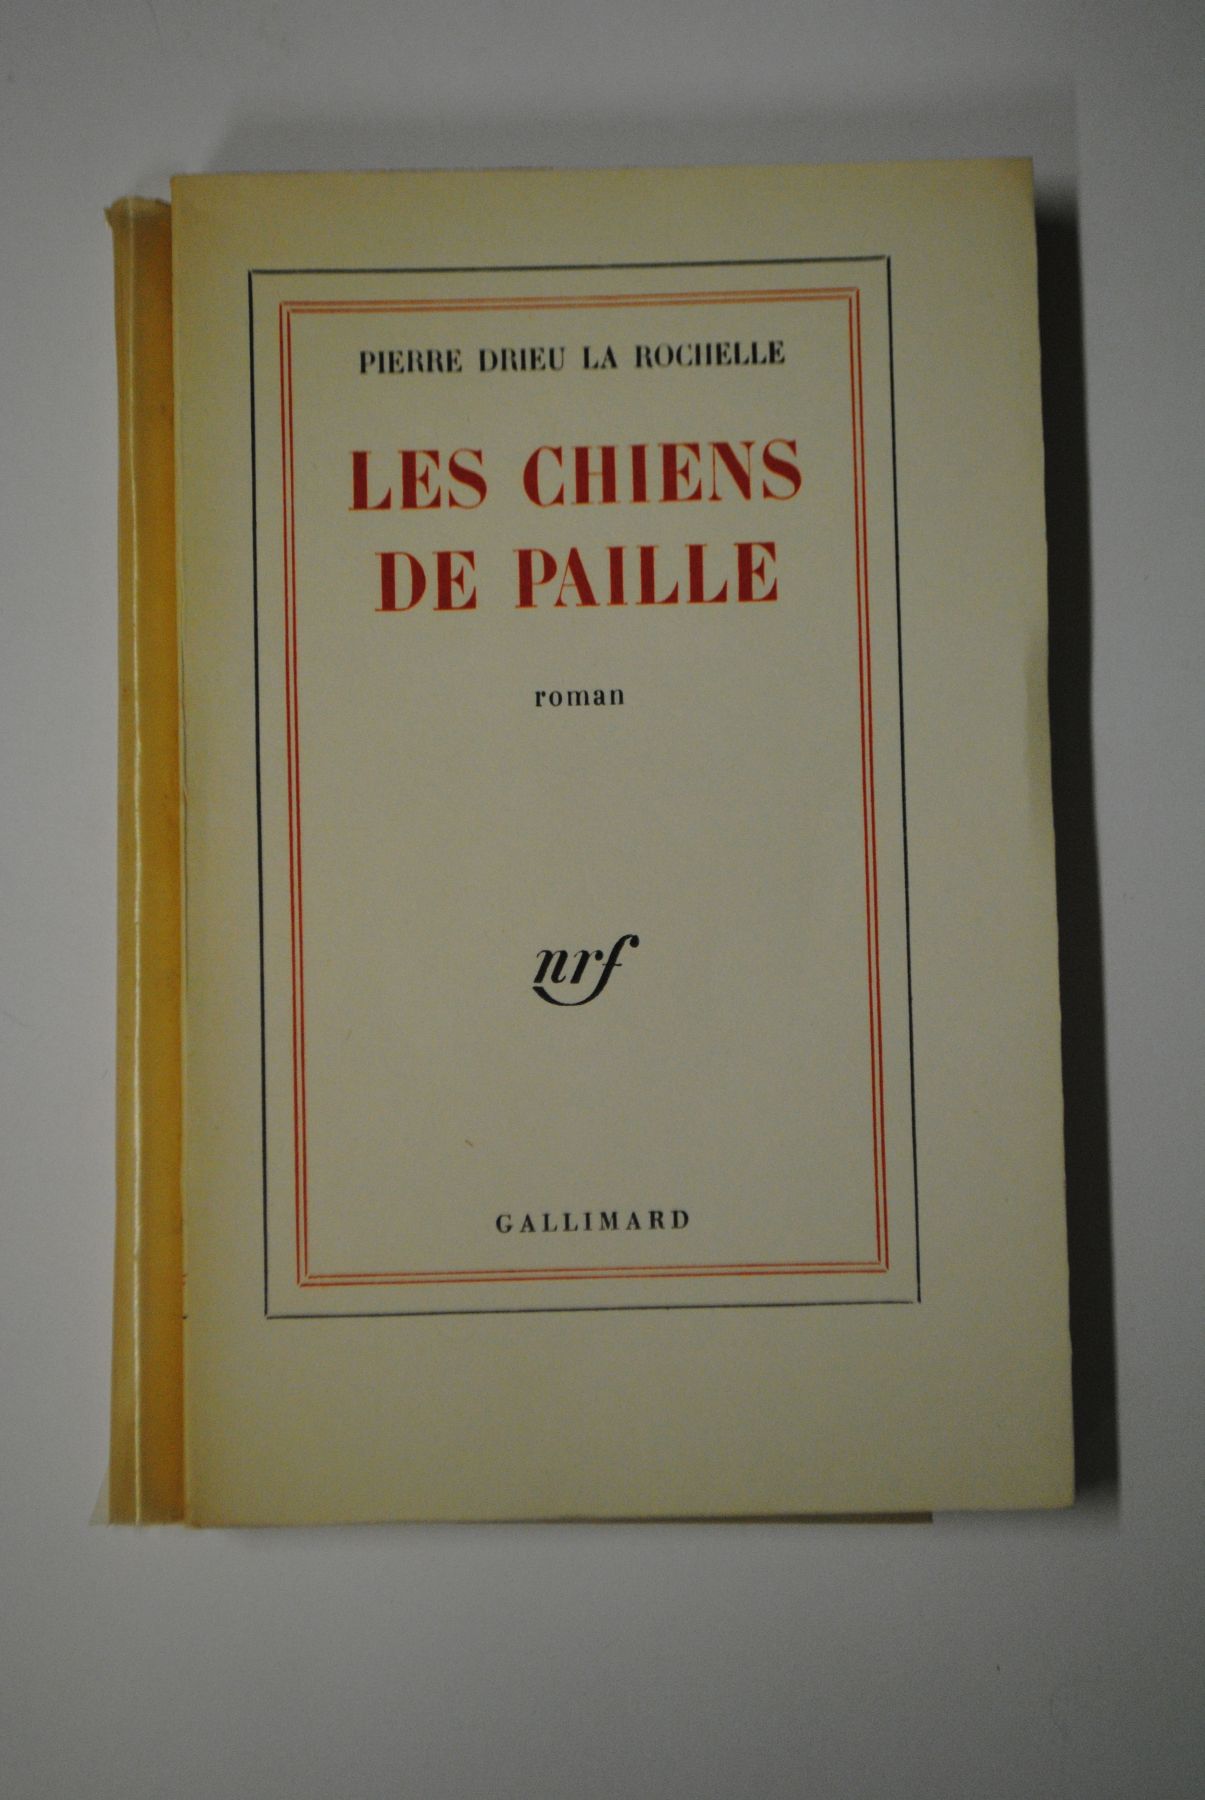 PIERRE DRIEU LA ROCHELLE
LES CHIENS
DE PAILLE
roman
nrf
GALLIMARD